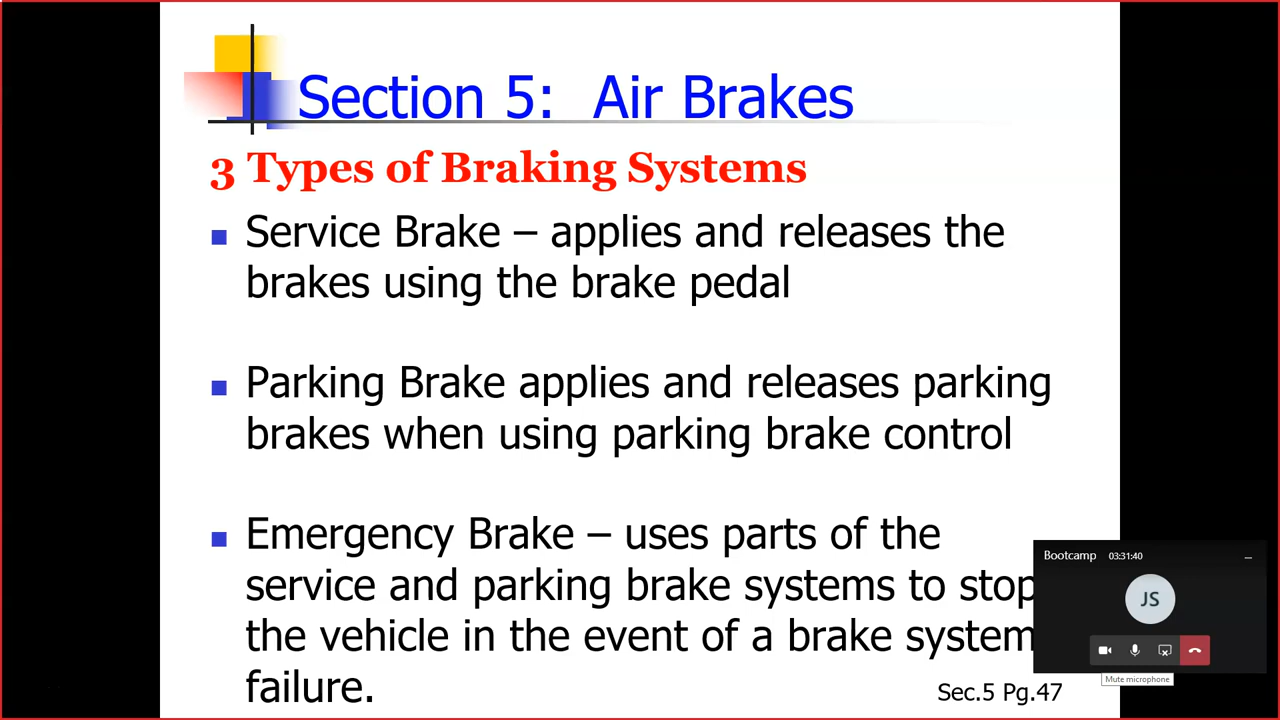 Section 5: Air Brakes
3 Types of Braking Systems
Service Brake – applies and releases the
brakes using the brake pedal
Parking Brake applies and releases parking
brakes when using parking brake control
Emergency Brake – uses parts of the
service and parking brake systems to stop
the vehicle in the event of a brake system
failure.
Sec.5 Pg.47
Bootcamp 03:31:40
JS
Mute microphone